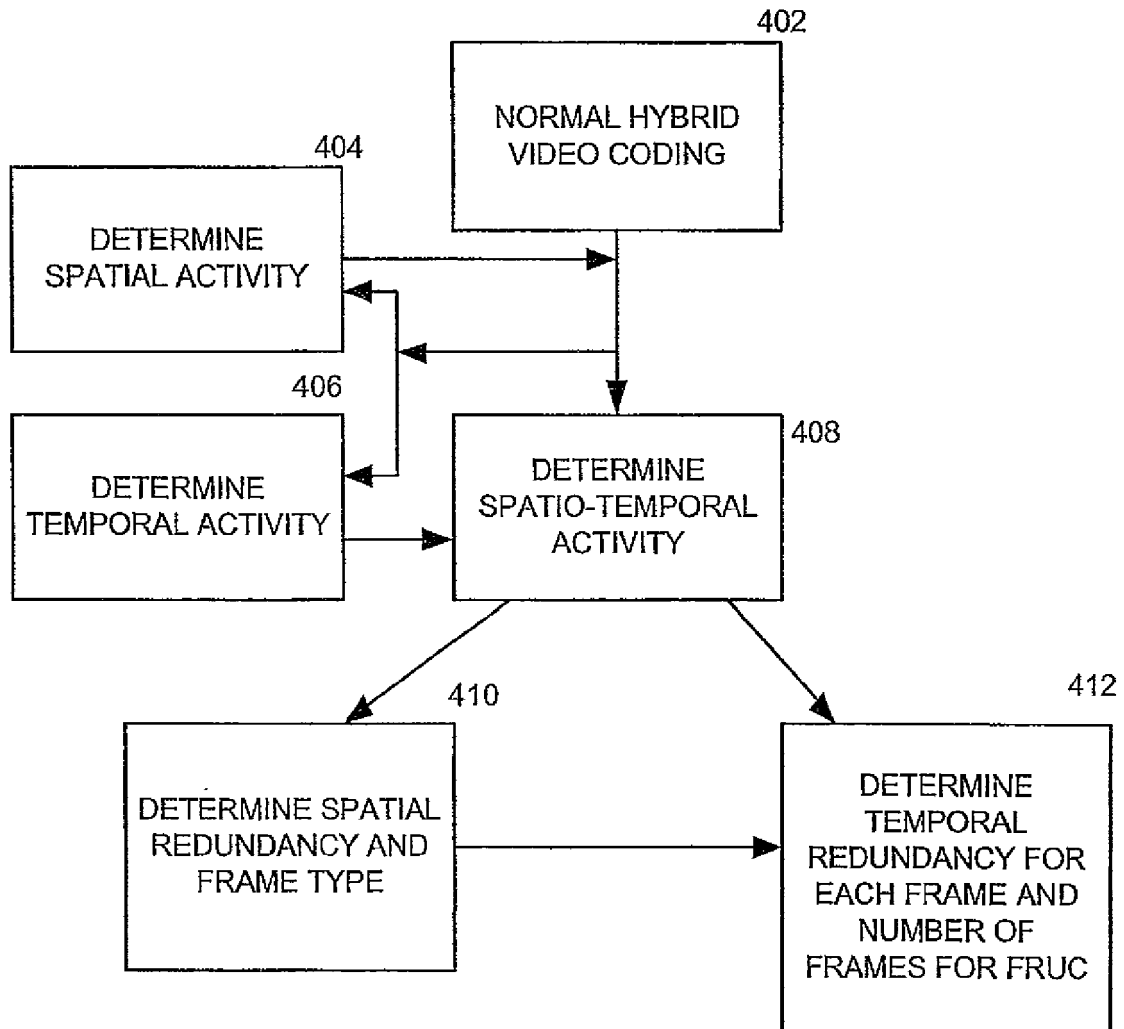 402
NORMAL HYBRID
VIDEO CODING
404
DETERMINE
SPATIAL ACTIVITY
406
DETERMINE
TEMPORAL ACTIVITY
408
DETERMINE
SPATIO-TEMPORAL
ACTIVITY
410
DETERMINE SPATIAL
REDUNDANCY AND
FRAME TYPE
412
DETERMINE
TEMPORAL
REDUNDANCY FOR
EACH FRAME AND
NUMBER OF
FRAMES FOR FRUC